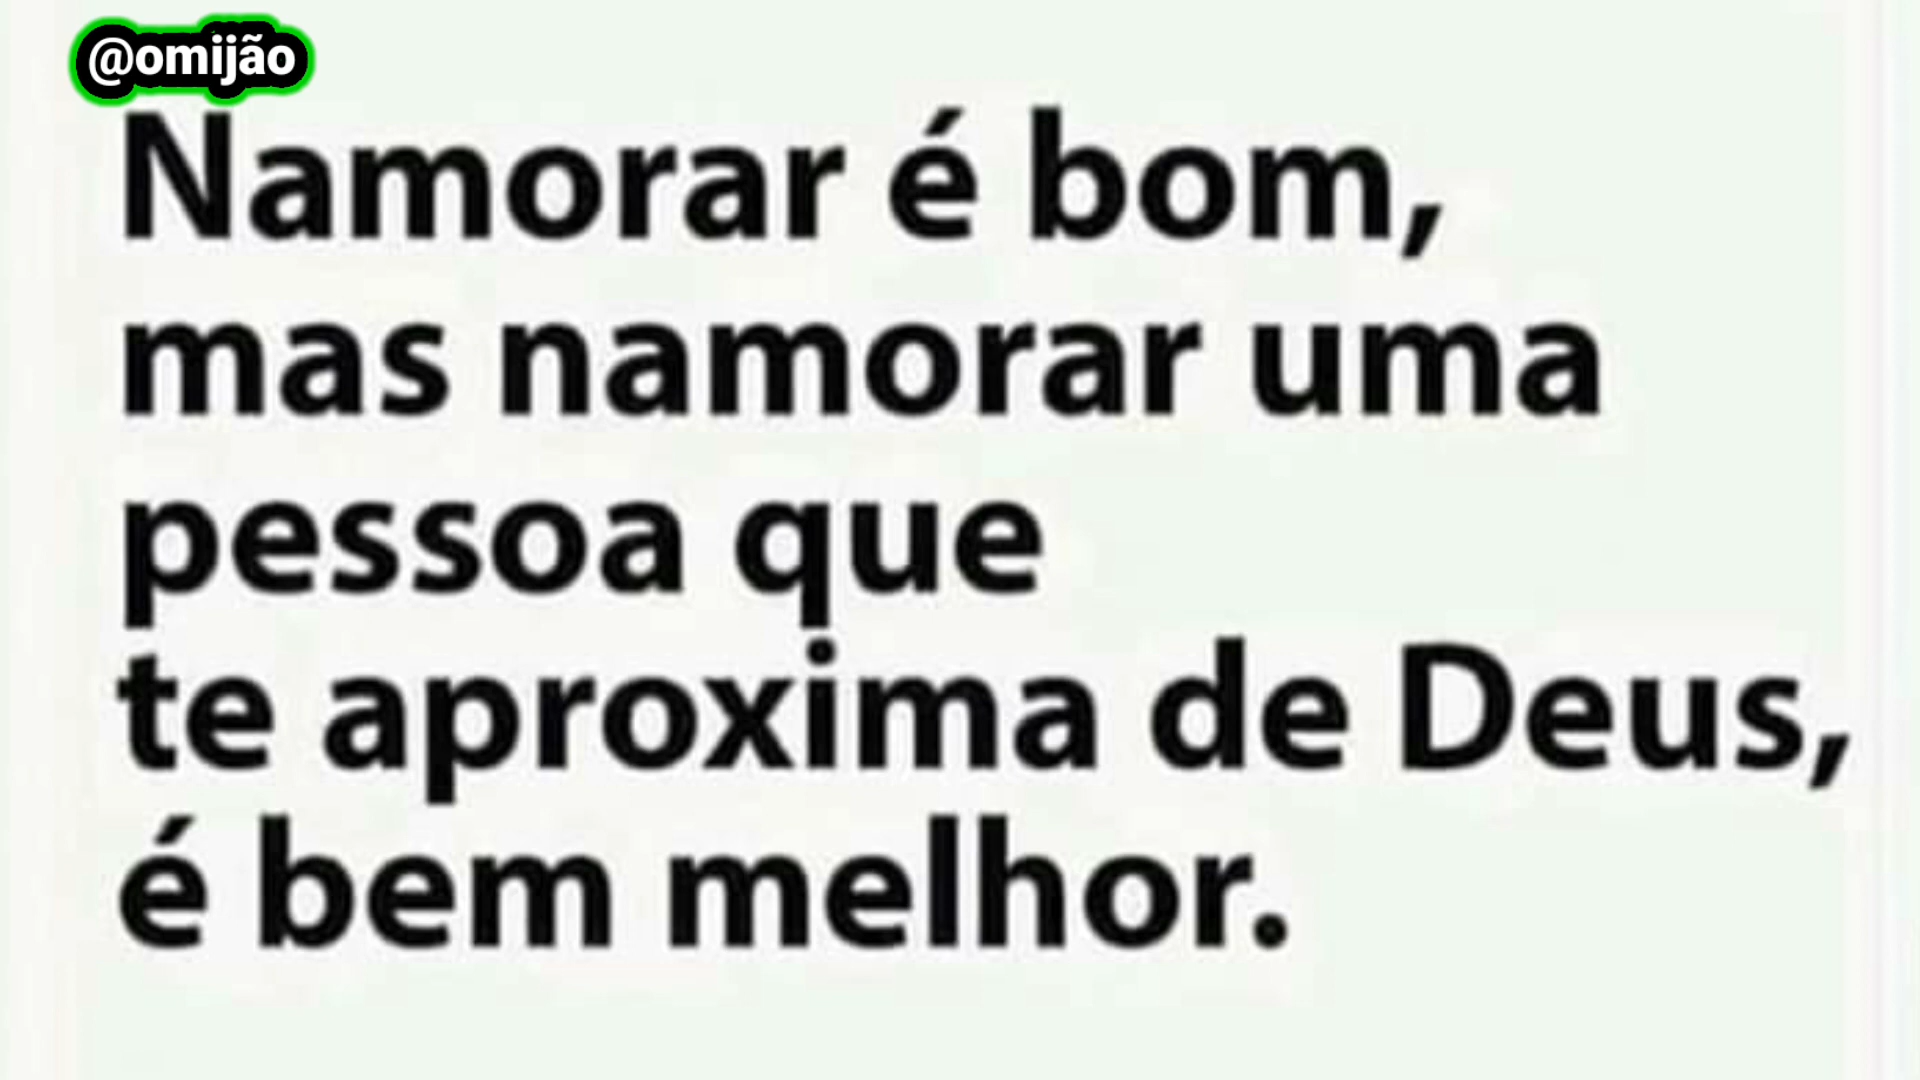 @omijão
Namorar é bom,
mas namorar uma
pessoa que
te aproxima de Deus,
é bem melhor.